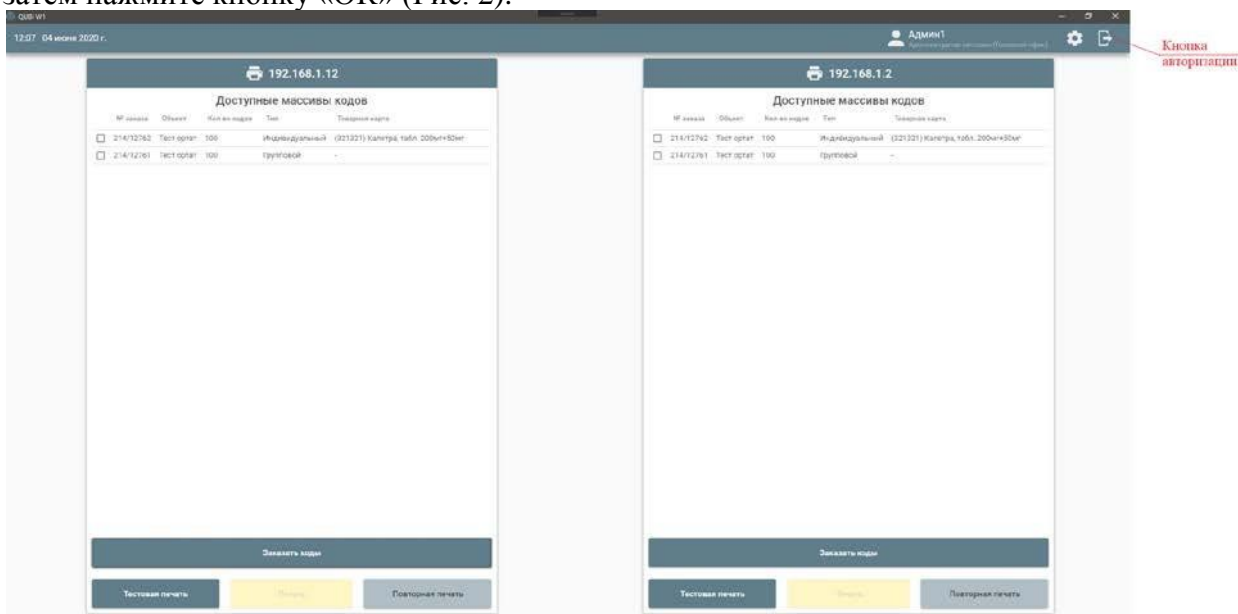 затем нажмите кнопку «ОК» (Рис. 2).
QUB-W1
12:07 04 июня 2020 г.
Админ1
Кнопка
авторизации
192.168.1.12
Доступные массивы кодов
№ заказа Объект Кол-во кодов Тип Товарная карта
214/12762 Тест ортат 100 Индивидуальный (321321) Калетра, табл. 200мг+50мг
214/12761 Тест ортат 100 Групповой -
Заказать коды
Тестовая печать Печать Повторная печать
192.168.1.2
Доступные массивы кодов
№ заказа Объект Кол-во кодов Тип Товарная карта
214/12762 Тест ортат 100 Индивидуальный (321321) Калетра, табл. 200мг+50мг
214/12761 Тест ортат 100 Групповой -
Заказать коды
Тестовая печать Печать Повторная печать